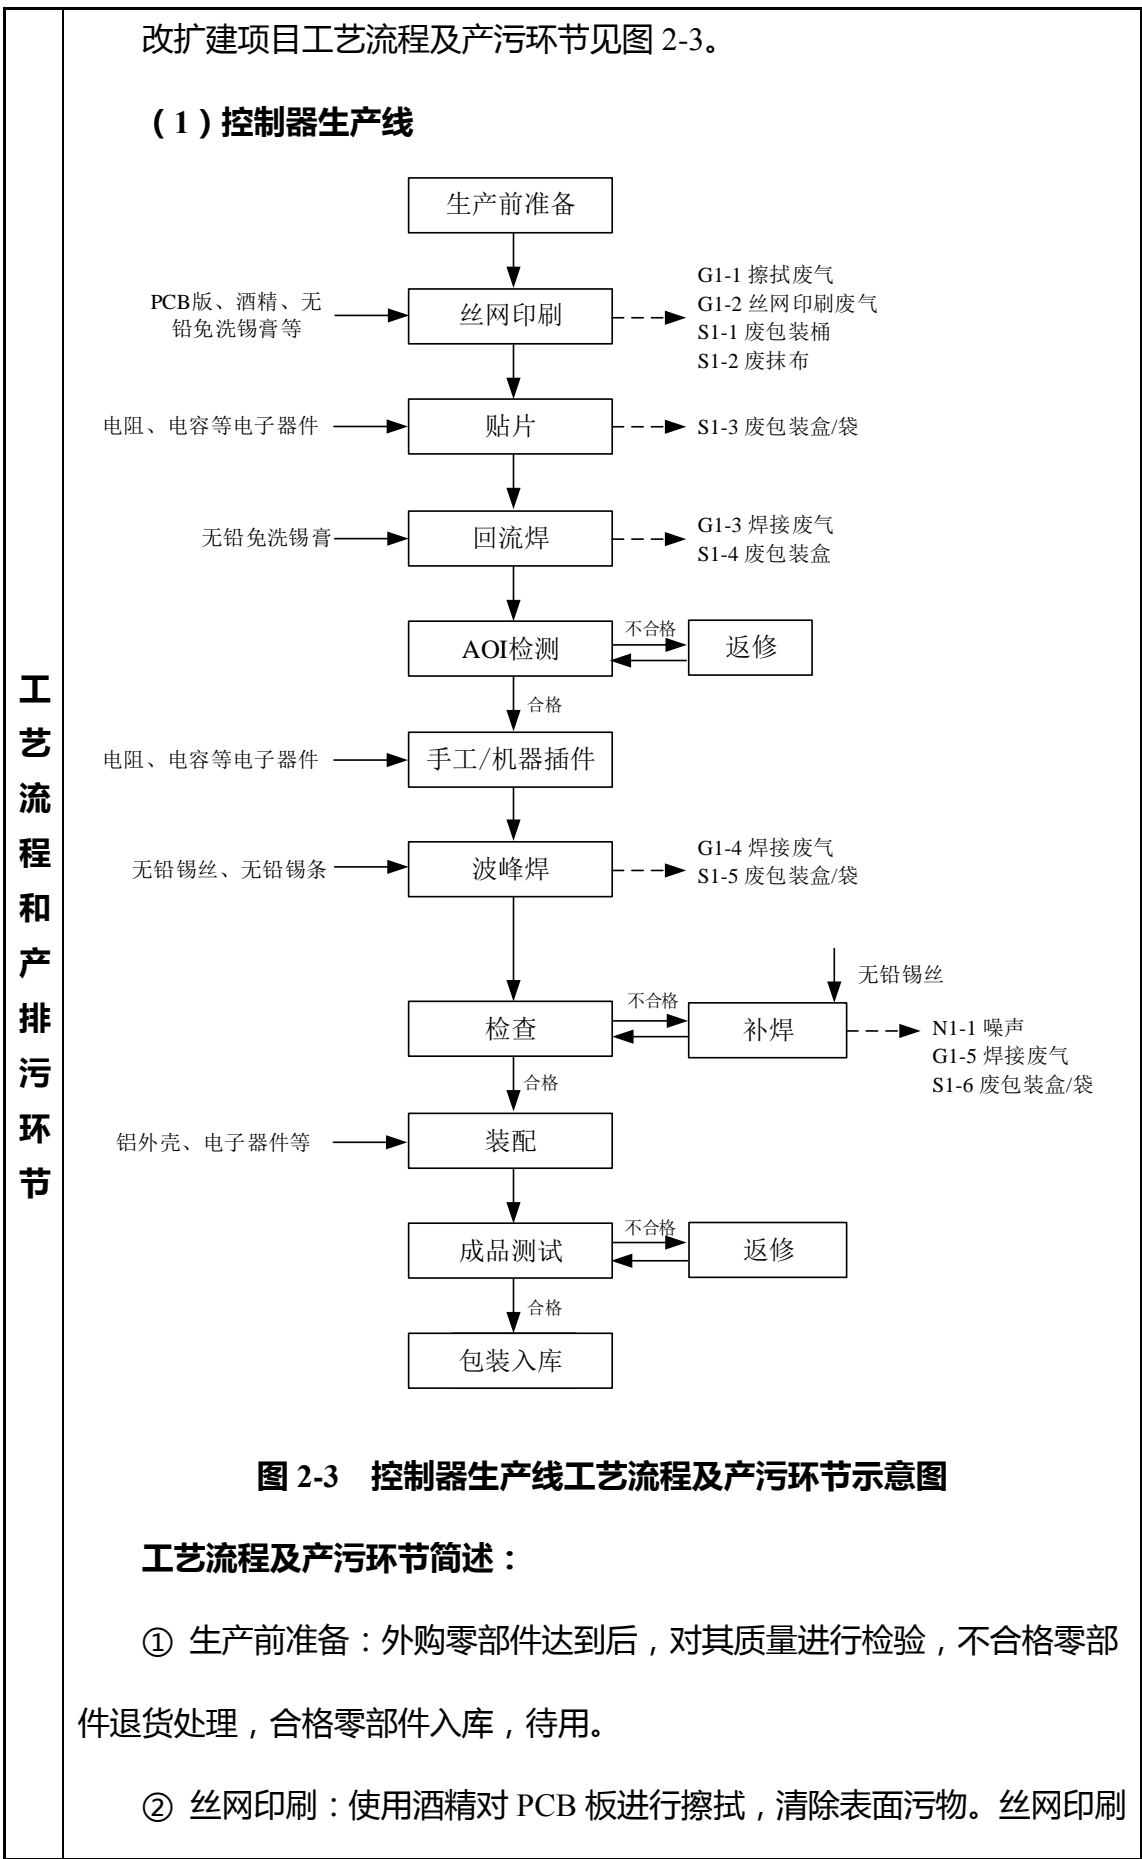 改扩建项目工艺流程及产污环节见图 2-3。
（1）控制器生产线
生产前准备
PCB版、酒精、无
铅免洗锡膏等
丝网印刷
G1-1 擦拭废气
G1-2 丝网印刷废气
S1-1 废包装桶
S1-2 废抹布
电阻、电容等电子器件
贴片
S1-3 废包装盒/袋
无铅免洗锡膏
回流焊
G1-3 焊接废气
S1-4 废包装盒
AOI检测
不合格
返修
合格
电阻、电容等电子器件
手工/机器插件
无铅锡丝、无铅锡条
波峰焊
G1-4 焊接废气
S1-5 废包装盒/袋
无铅锡丝
检查
不合格
补焊
N1-1 噪声
G1-5 焊接废气
S1-6 废包装盒/袋
合格
铝外壳、电子器件等
装配
成品测试
不合格
返修
合格
包装入库
图 2-3 控制器生产线工艺流程及产污环节示意图
工艺流程及产污环节简述：
① 生产前准备：外购零部件达到后，对其质量进行检验，不合格零部
件退货处理，合格零部件入库，待用。
② 丝网印刷：使用酒精对 PCB 板进行擦拭，清除表面污物。丝网印刷
工
艺
流
程
和
产
排
污
环
节